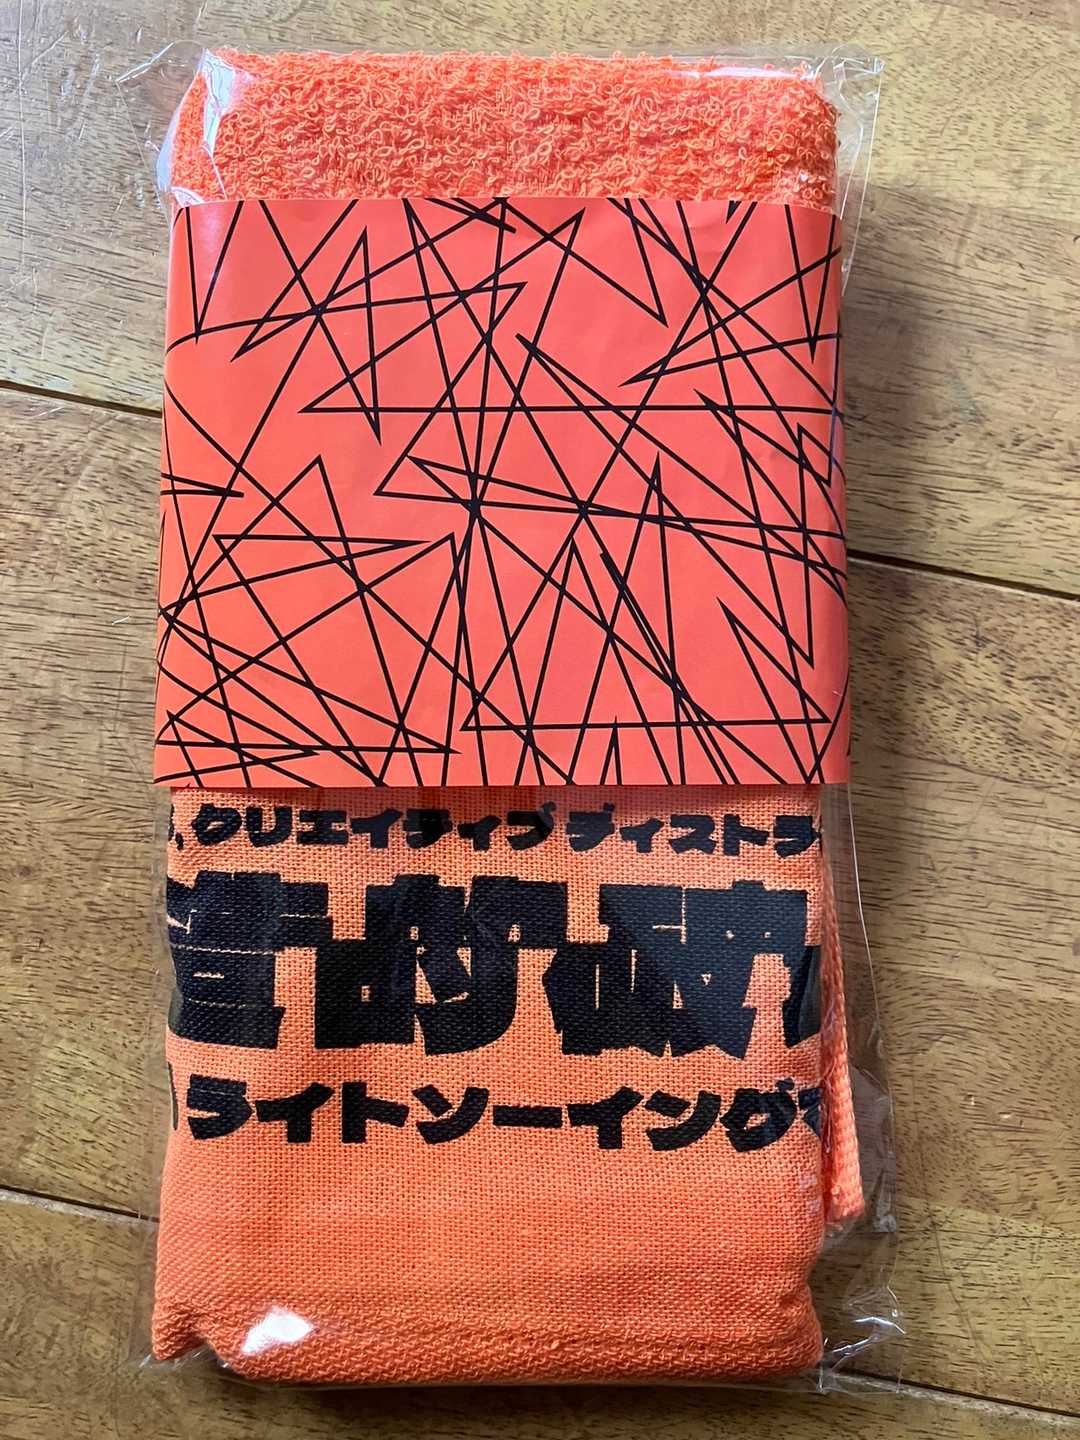 クリエイティブ ディストラ
的破
ライトソーイング